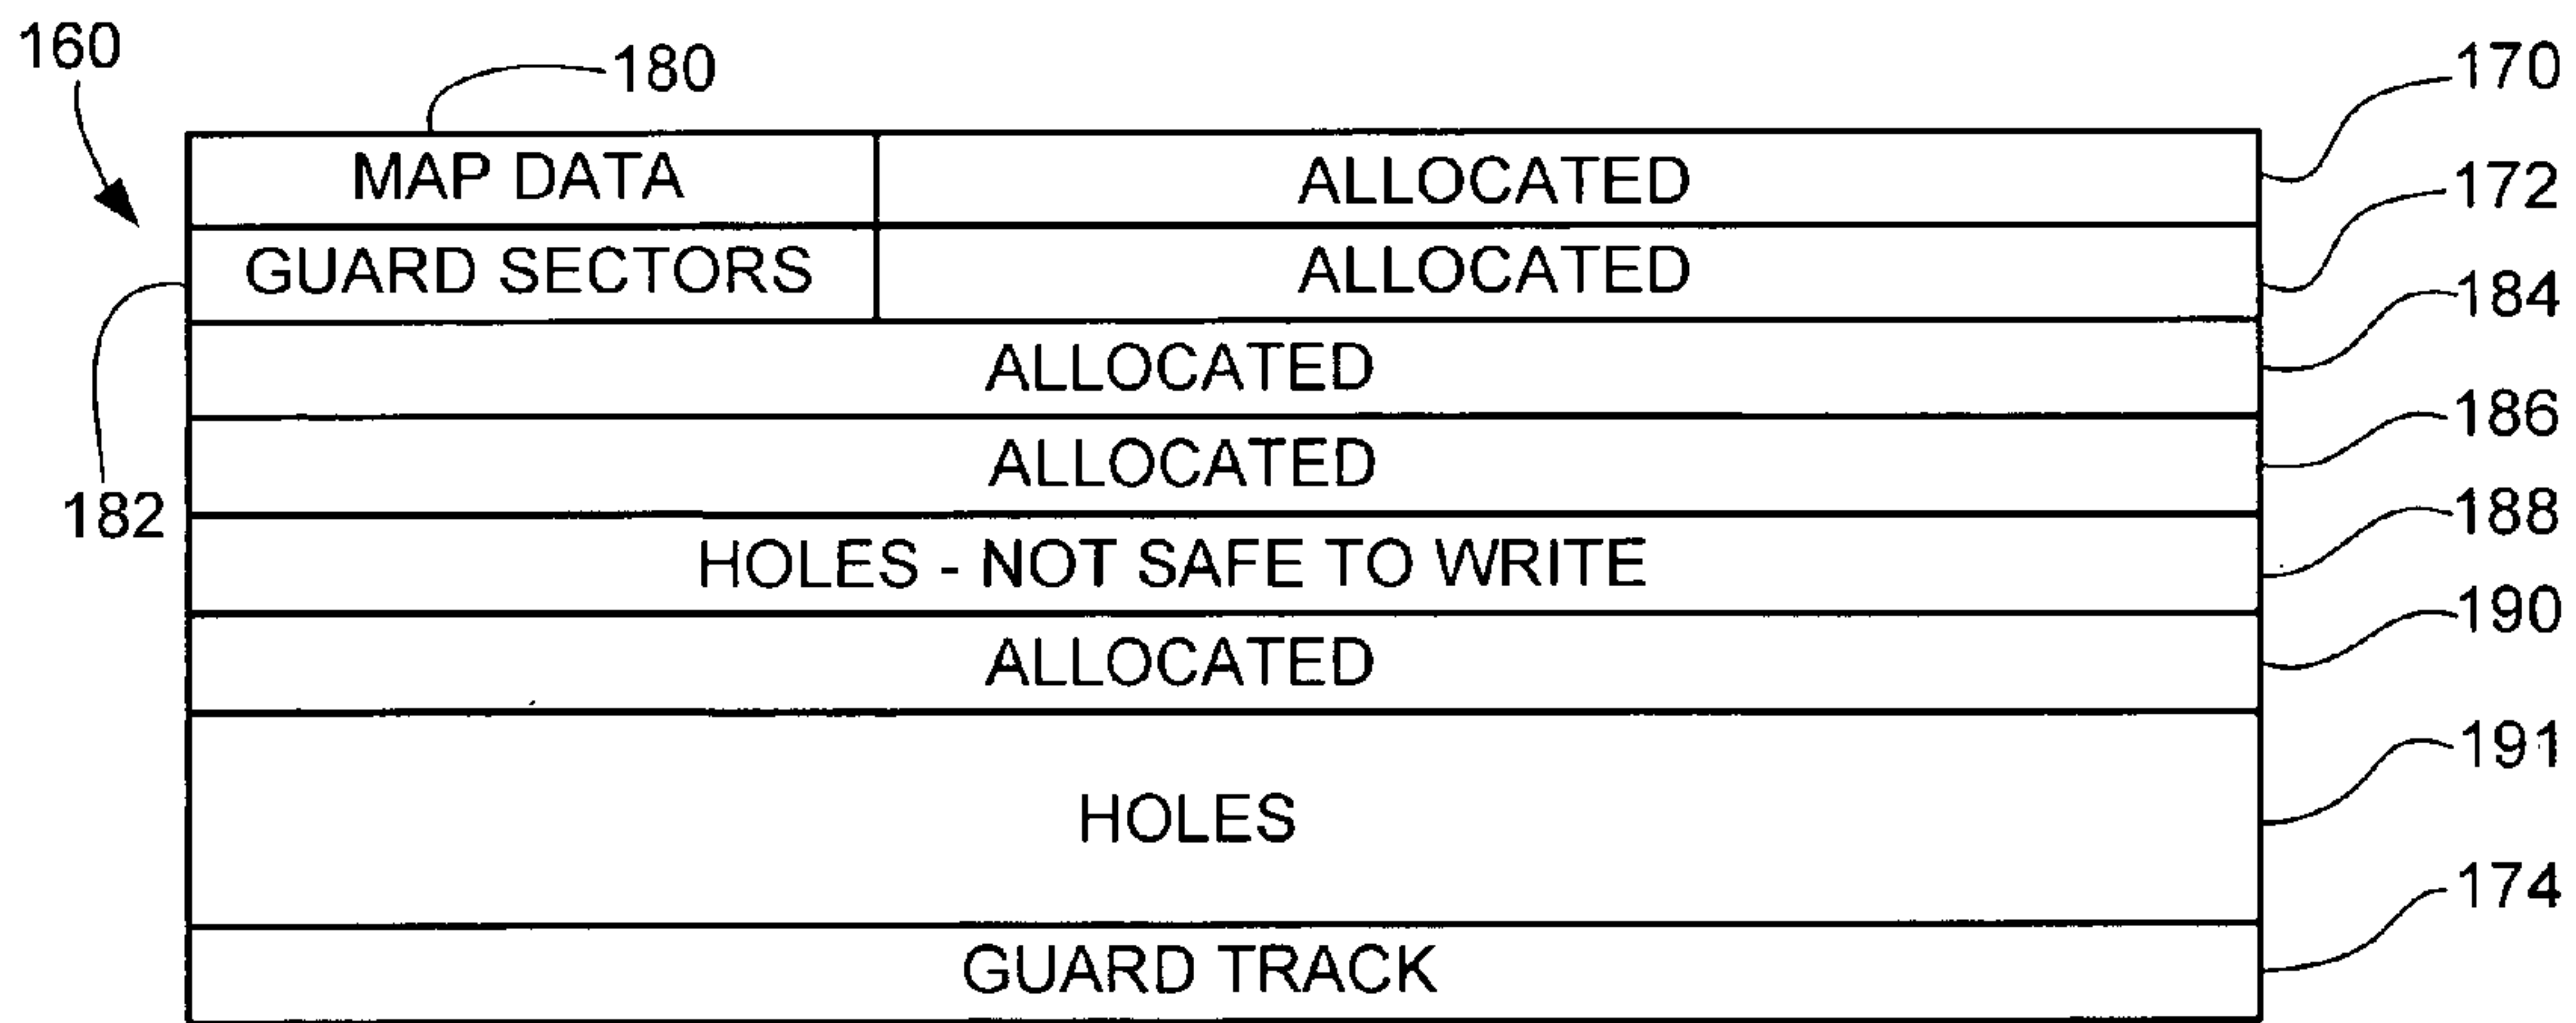 160
180
170
MAP DATA ALLOCATED
172
GUARD SECTORS ALLOCATED
184
ALLOCATED
186
ALLOCATED
182
188
HOLES - NOT SAFE TO WRITE
190
ALLOCATED
191
HOLES
174
GUARD TRACK